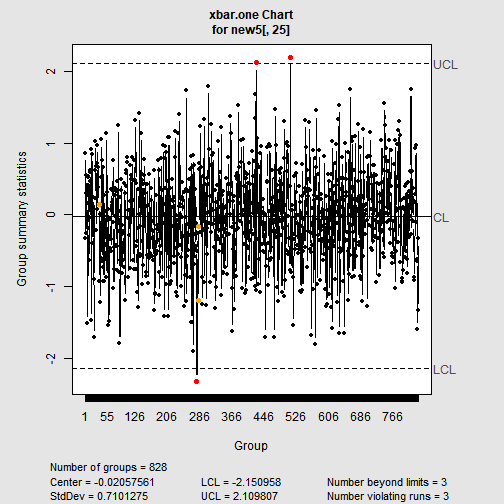 xbar.one Chart
for new5[, 25]
Group summary statistics
2
1
0
-1
-2
UCL
CL
LCL
1 55 126 206 286 366 446 526 606 686 766
Group
Number of groups = 828
Center = -0.02057561 LCL = -2.150958 Number beyond limits = 3
StdDev = 0.7101275 UCL = 2.109807 Number violating runs = 3